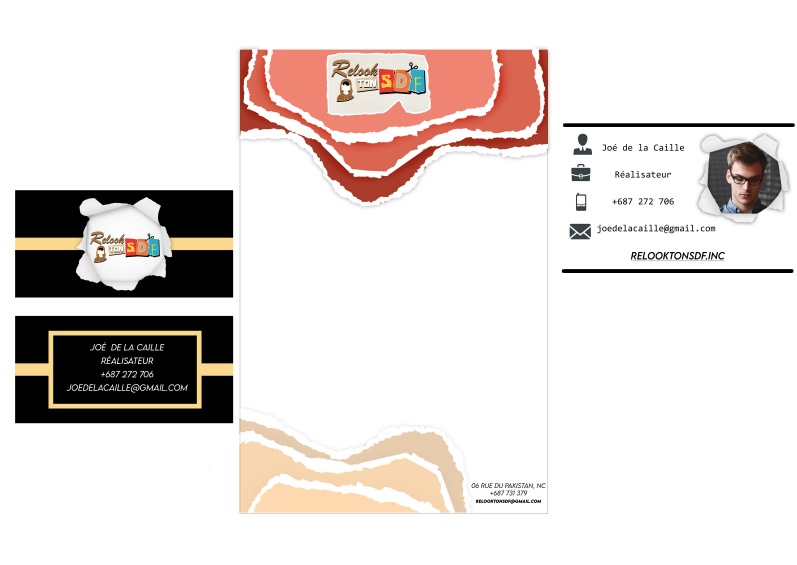 Relook
TON SDF
JOÉ DE LA CAILLE
RÉALISATEUR
+687 272 706
JOEDELACAILLE@GMAIL.COM
Relook
TON SDF
06 RUE DU PAKISTAN, NC
+687 731 379
RELOOKTONSDF@GMAIL.COM
Joé de la Caille
Réalisateur
+687 272 706
joedelacaille@gmail.com
RELOOKTONSDF.INC